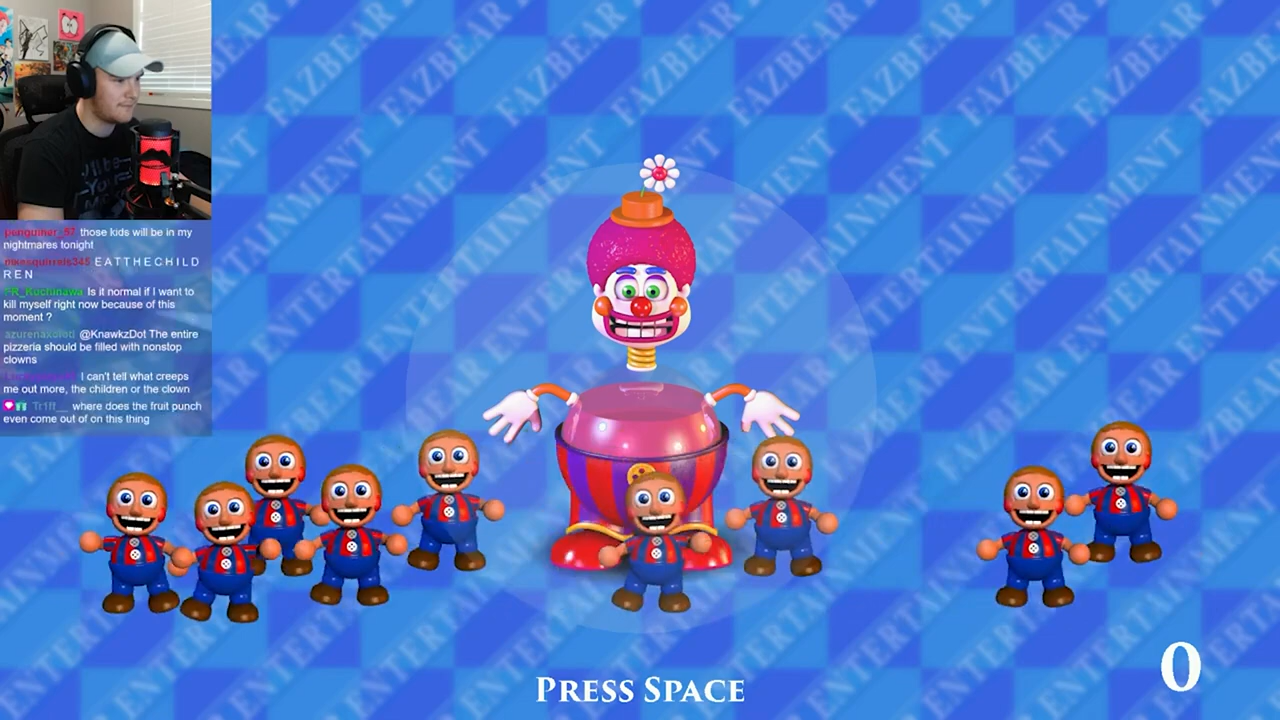 penguiner_57 those kids will be in my
nightmares tonight
E A T T H E C H I L D
R E N
Is it normal if I want to
kill myself right now because of this
moment ?
@KnawkzDot The entire
pizzeria should be filled with nonstop
clowns
I can't tell what creeps
me out more, the children or the clown
Tr1ff__ where does the fruit punch
even come out of on this thing
FAZBEAR ENTERTAINMENT
PRESS SPACE
0